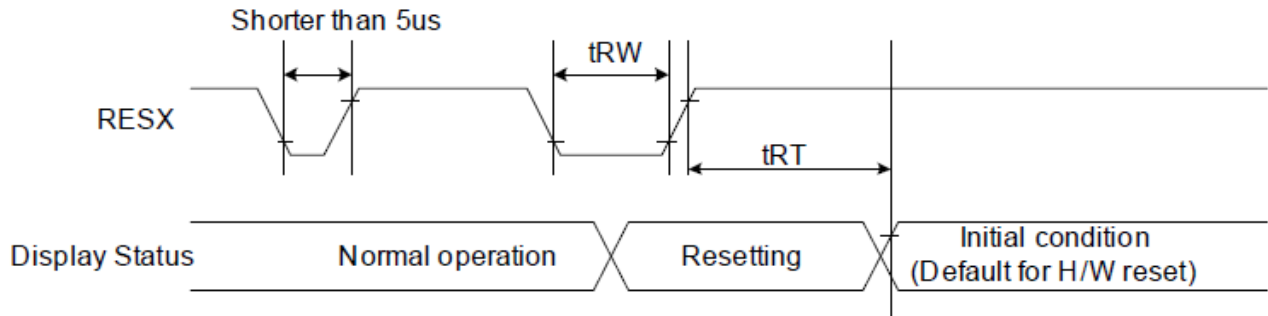 Shorter than 5us
tRW
RESX
tRT
Display Status
Normal operation
Resetting
Initial condition
(Default for H/W reset)